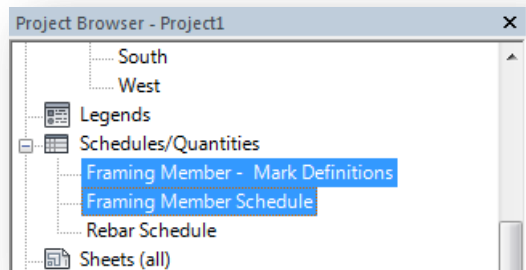 Project Browser - Project1
South
West
Legends
Schedules/Quantities
Framing Member -  Mark Definitions
Framing Member Schedule
Rebar Schedule
Sheets (all)